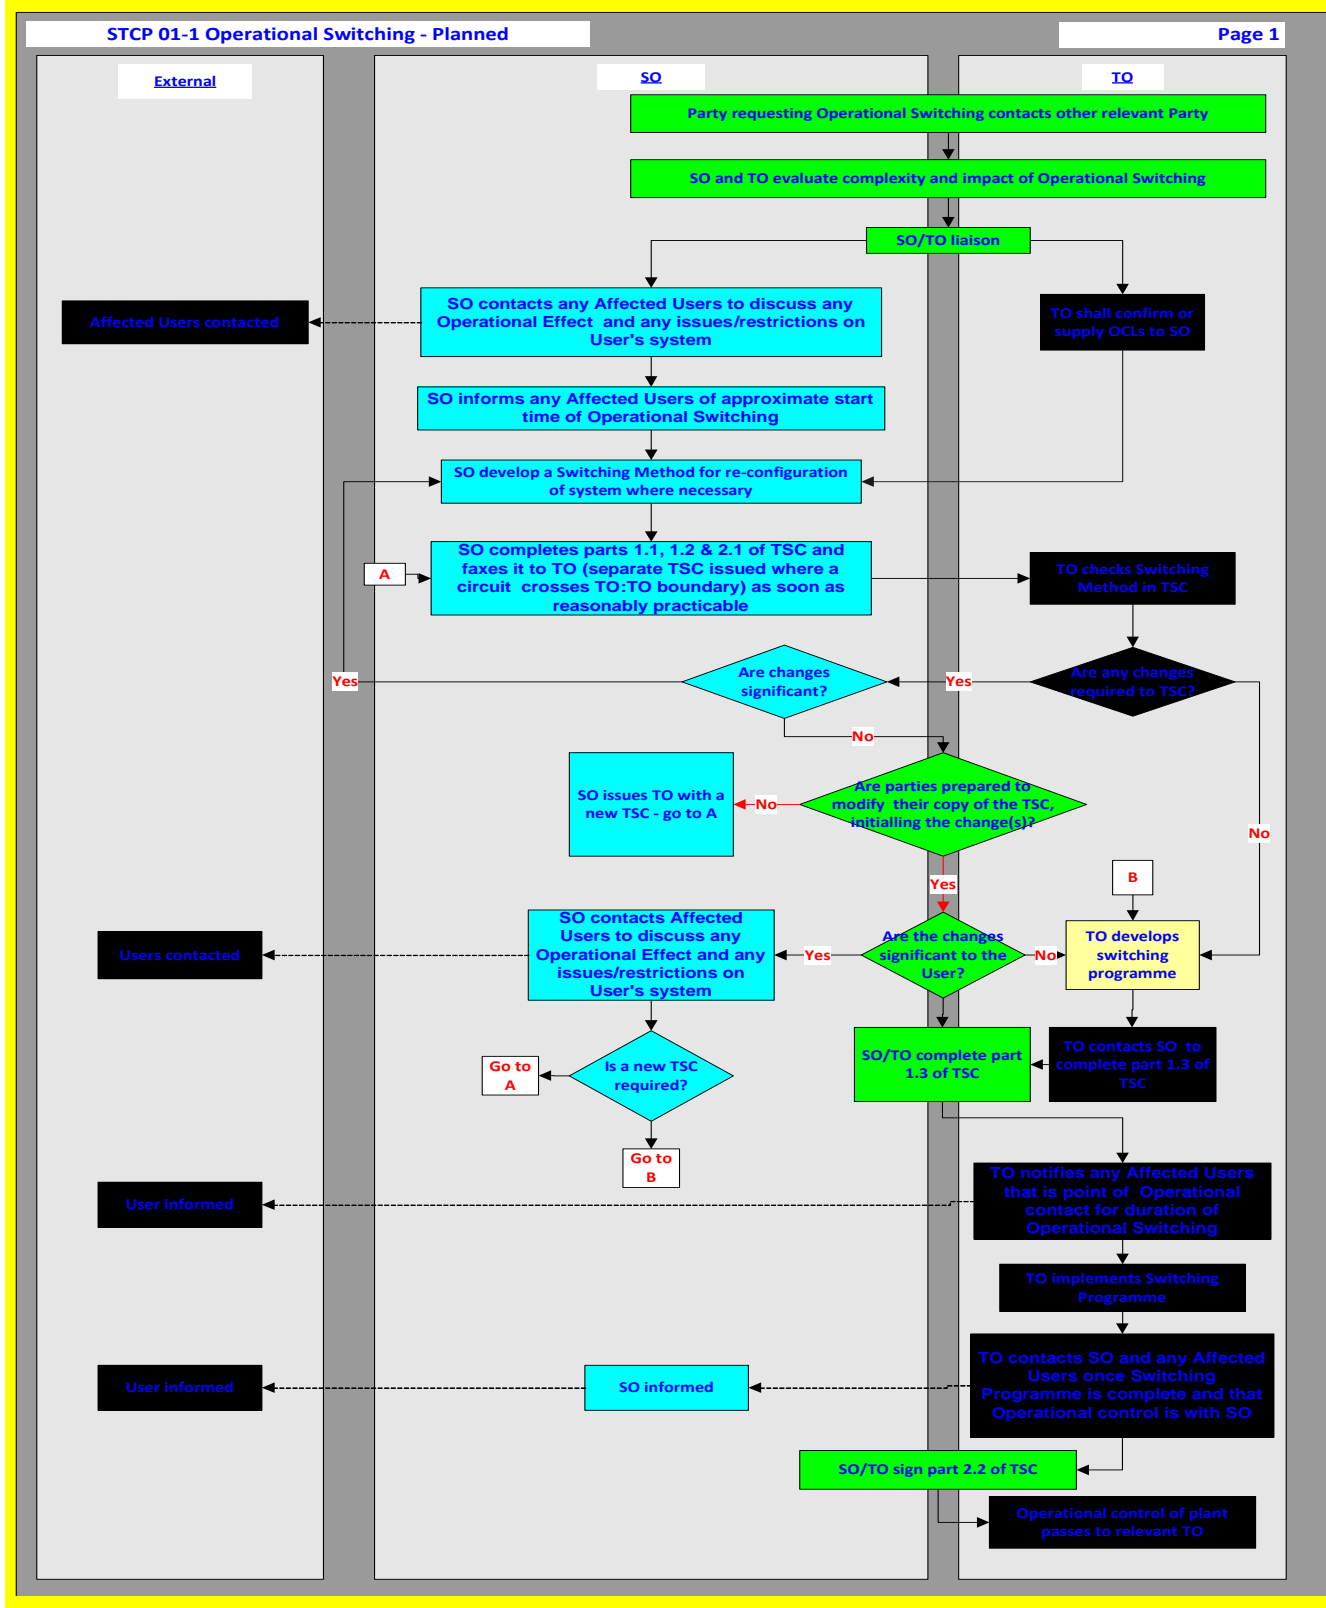 STCP 01-1 Operational Switching - Planned
Page 1
External
SO
TO
Party requesting Operational Switching contacts other relevant Party
SO and TO evaluate complexity and impact of Operational Switching
SO/TO liaison
Affected Users contacted
SO contacts any Affected Users to discuss any
Operational Effect and any issues/restrictions on
User's system
TO shall confirm or
supply OCLs to SO
SO informs any Affected Users of approximate start
time of Operational Switching
SO develop a Switching Method for re-configuration
of system where necessary
A
SO completes parts 1.1, 1.2 & 2.1 of TSC and
faxes it to TO (separate TSC issued where a
circuit crosses TO:TO boundary) as soon as
reasonably practicable
TO checks Switching
Method in TSC
Yes
Are changes
significant?
Yes
Are any changes
required to TSC?
No
SO issues TO with a
new TSC - go to A
No
Are parties prepared to
modify their copy of the TSC,
initialling the change(s)?
No
Yes
B
Users contacted
SO contacts Affected
Users to discuss any
Operational Effect and any
issues/restrictions on
User's system
Yes
Are the changes
significant to the
User?
No
TO develops
switching
programme
Go to
A
Is a new TSC
required?
SO/TO complete part
1.3 of TSC
TO contacts SO to
complete part 1.3 of
TSC
Go to
B
User informed
TO notifies any Affected Users
that is point of Operational
contact for duration of
Operational Switching
TO implements Switching
Programme
User informed
SO informed
TO contacts SO and any Affected
Users once Switching
Programme is complete and that
Operational control is with SO
SO/TO sign part 2.2 of TSC
Operational control of plant
passes to relevant TO